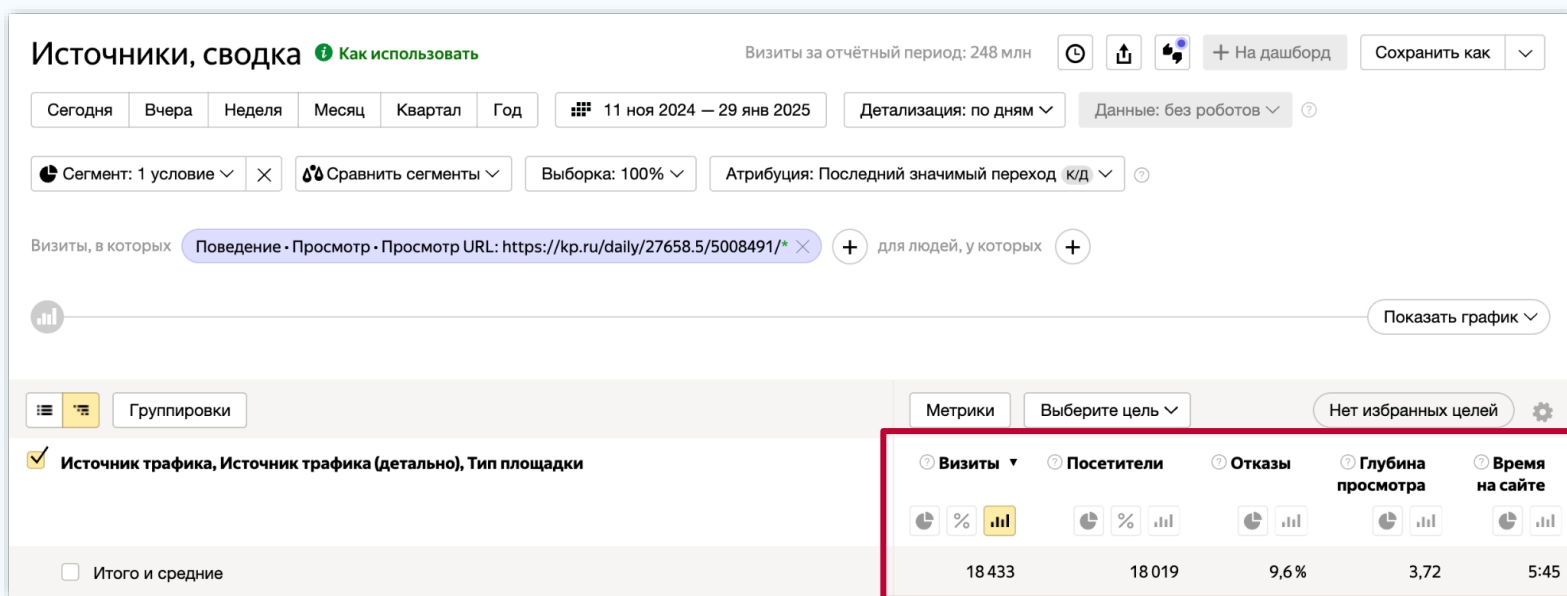 Источники, сводка Как использовать Визиты за отчётный период: 248 млн На дашборд Сохранить как
Сегодня Вчера Неделя Месяц Квартал Год 11 ноя 2024 — 29 янв 2025 Детализация: по дням Данные: без роботов
Сегмент: 1 условие Сравнить сегменты Выборка: 100% Атрибуция: Последний значимый переход К/Д
Визиты, в которых Поведение · Просмотр · Просмотр URL: https://kp.ru/daily/27658.5/5008491/* для людей, у которых
Показать график
Группировки Метрики Выберите цель Нет избранных целей
Источник трафика, Источник трафика (детально), Тип площадки Визиты ▼ Посетители Отказы Глубина Время
просмотра на сайте
Итого и средние 18 433 18 019 9,6 % 3,72 5:45